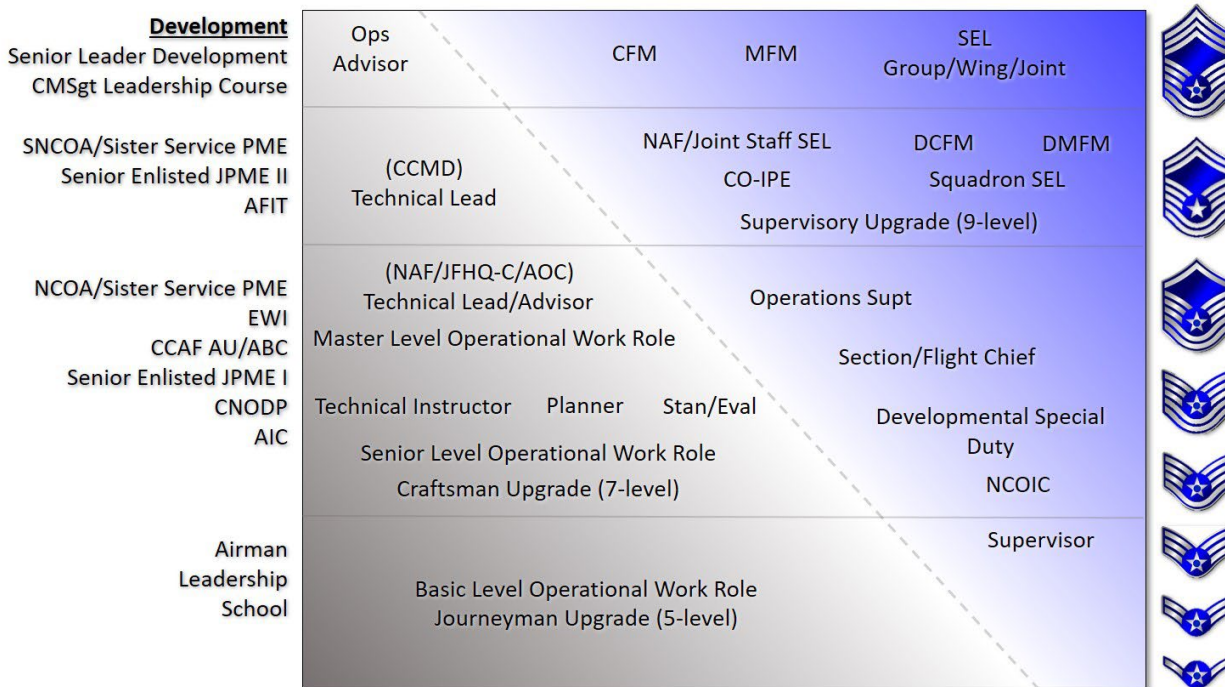 Development
Senior Leader Development
CMSgt Leadership Course
Ops
Advisor
CFM
MFM
SEL
Group/Wing/Joint
SNCOA/Sister Service PME
Senior Enlisted JPME II
AFIT
(CCMD)
Technical Lead
NAF/Joint Staff SEL
DCFM
DMFM
CO-IPE
Squadron SEL
Supervisory Upgrade (9-level)
NCOA/Sister Service PME
EWI
CCAF AU/ABC
Senior Enlisted JPME I
CNODP
AIC
(NAF/JFHQ-C/AOC)
Technical Lead/Advisor
Master Level Operational Work Role
Operations Supt
Section/Flight Chief
Technical Instructor
Planner
Stan/Eval
Senior Level Operational Work Role
Craftsman Upgrade (7-level)
Developmental Special
Duty
NCOIC
Airman
Leadership
School
Basic Level Operational Work Role
Journeyman Upgrade (5-level)
Supervisor